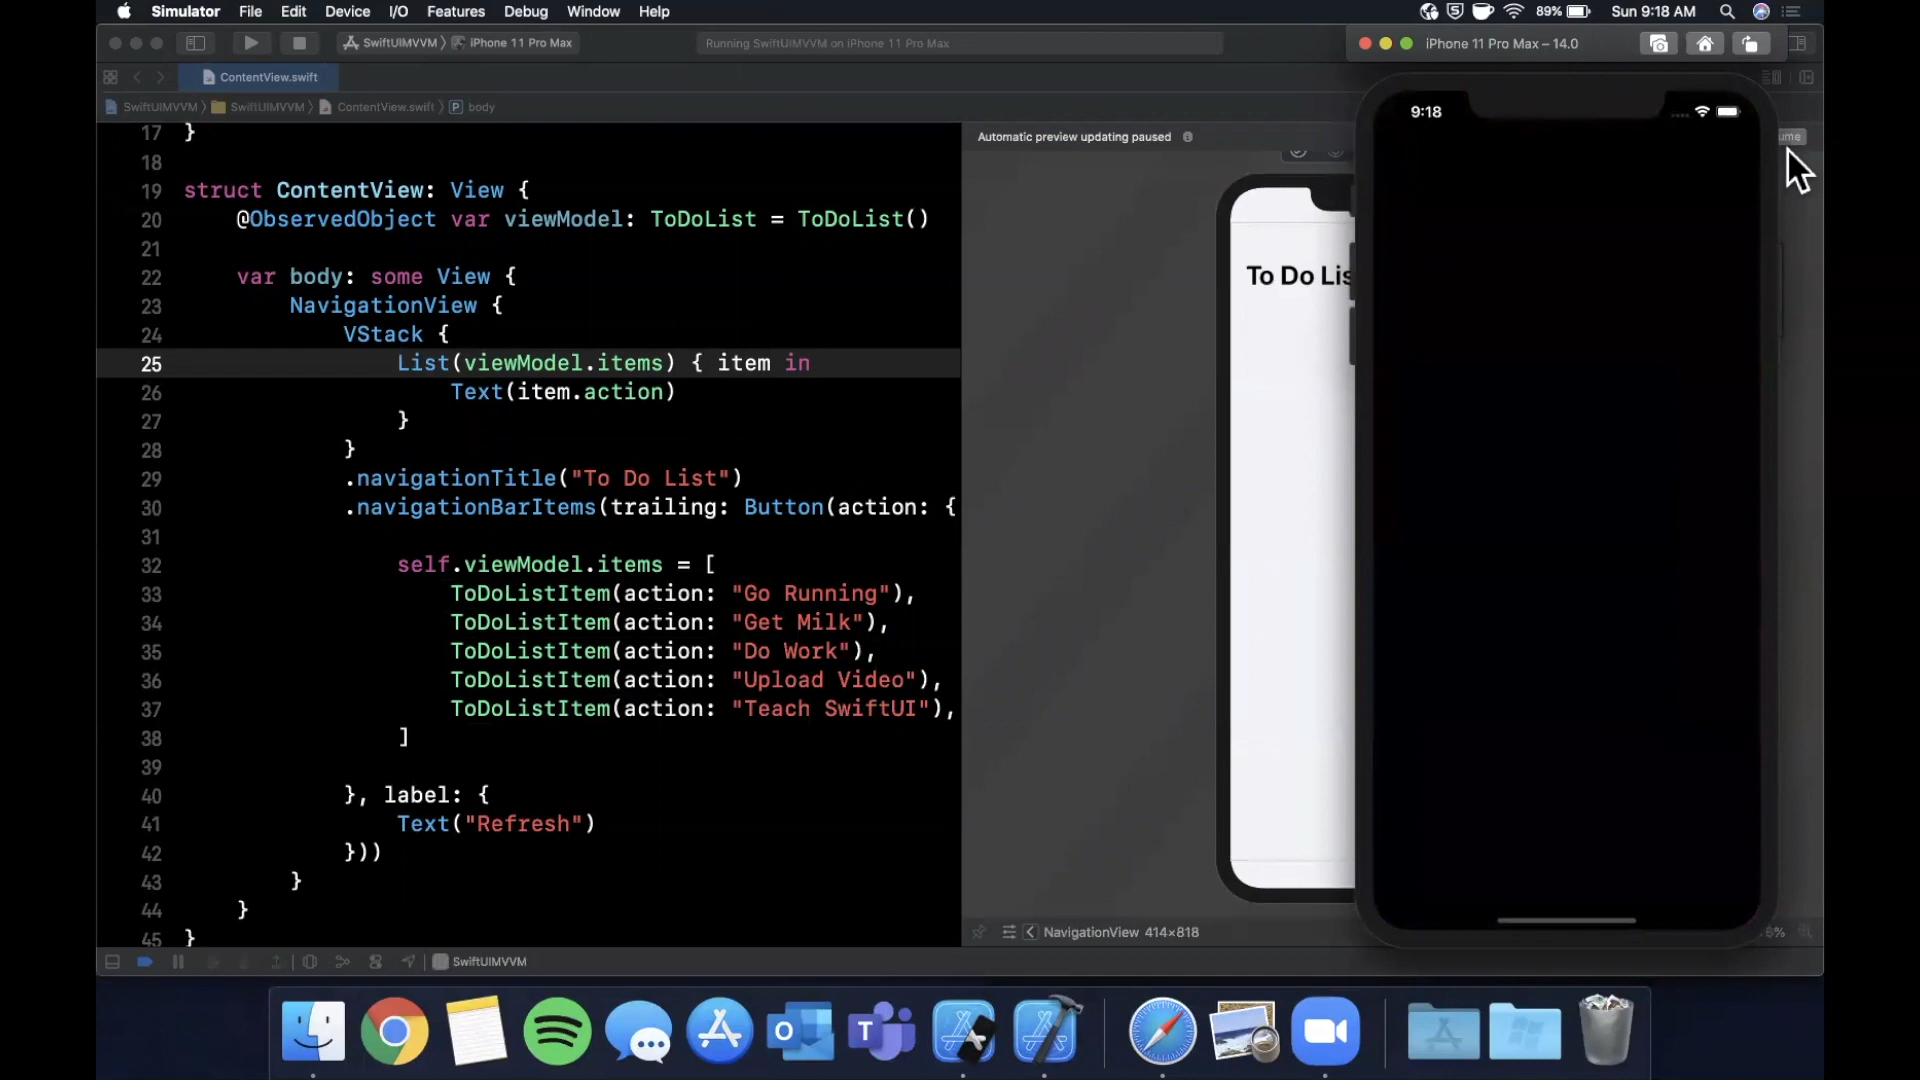 Simulator File Edit Device I/O Features Debug Window Help 89% Sun 9:18 AM
SwiftUIMVVM iPhone 11 Pro Max Running SwiftUIMVVM on iPhone 11 Pro Max
iPhone 11 Pro Max – 14.0
ContentView.swift
SwiftUIMVVM SwiftUIMVVM ContentView.swift P body
17 }
18
19 struct ContentView: View {
20 @ObservedObject var viewModel: ToDoList = ToDoList()
21
22 var body: some View {
23 NavigationView {
24 VStack {
25 List(viewModel.items) { item in
26 Text(item.action)
27 }
28 }
29 .navigationTitle("To Do List")
30 .navigationBarItems(trailing: Button(action: {
31
32 self.viewModel.items = [
33 ToDoListItem(action: "Go Running"),
34 ToDoListItem(action: "Get Milk"),
35 ToDoListItem(action: "Do Work"),
36 ToDoListItem(action: "Upload Video"),
37 ToDoListItem(action: "Teach SwiftUI"),
38 ]
39
40 }, label: {
41 Text("Refresh")
42 }))
43 }
44 }
45 }
Automatic preview updating paused
ume
To Do Lis
9:18
NavigationView 414×818
SwiftUIMVVM